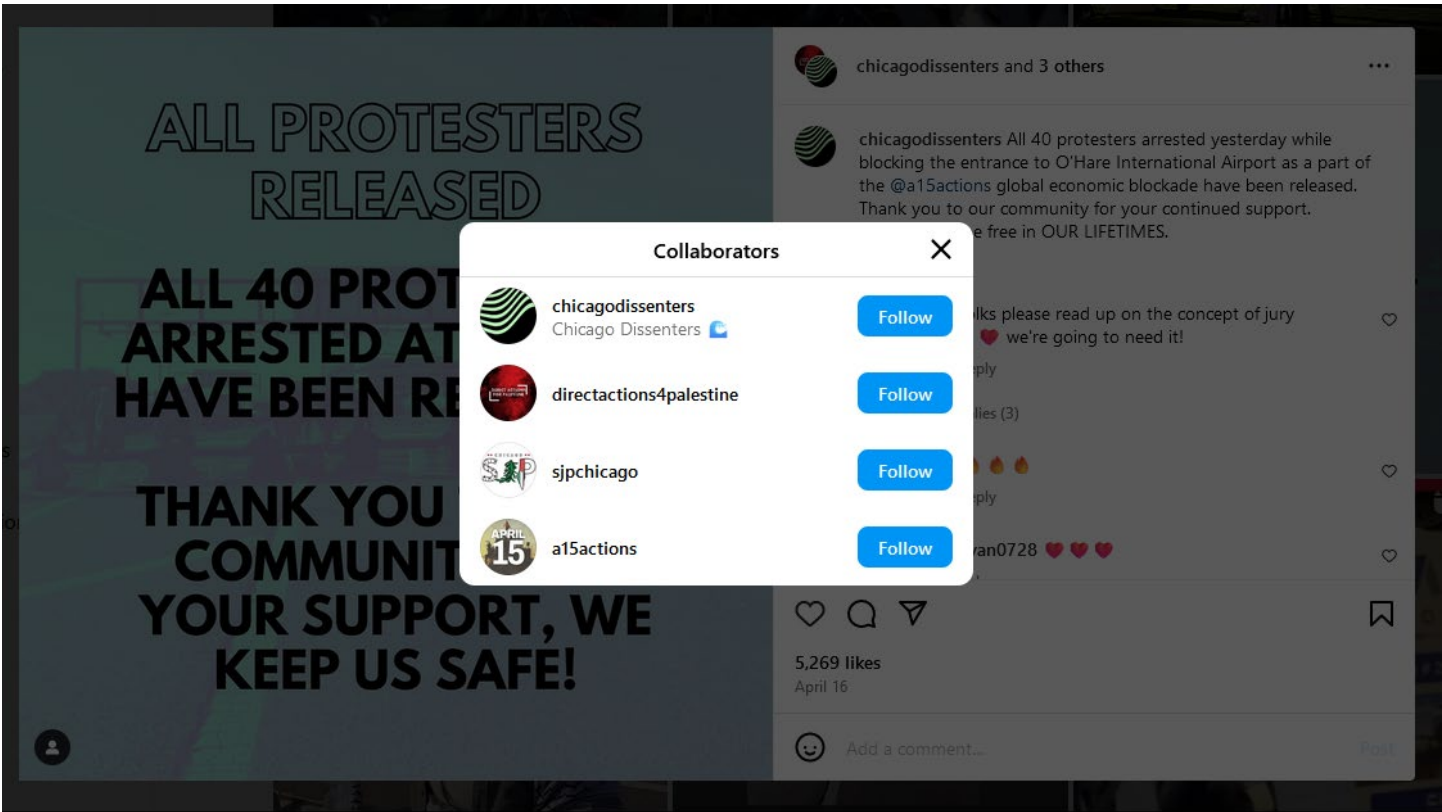 ALL PROTESTERS
RELEASED
ALL 40 PROT
ARRESTED AT
HAVE BEEN RE
THANK YOU
COMMUNIT
YOUR SUPPORT, WE
KEEP US SAFE!
chicagodissenters and 3 others
chicagodissenters All 40 protesters arrested yesterday while
blocking the entrance to O'Hare International Airport as a part of
the @a15actions global economic blockade have been released.
Thank you to our community for your continued support.
e free in OUR LIFETIMES.
Collaborators
chicagodissenters
Chicago Dissenters 🌊
Follow
directactions4palestine
Follow
SJP
sjpchicago
Follow
APRIL
15
a15actions
Follow
lks please read up on the concept of jury
❤️ we're going to need it!
eply
lies (3)
🔥 🔥
eply
van0728 ❤️ ❤️ ❤️
5,269 likes
April 16
Add a comment...
Post